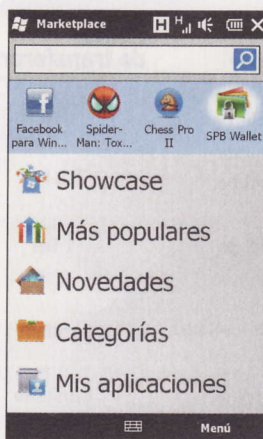 Marketplace
H H
Facebook para Win...
Spider-Man: Tox...
Chess Pro II
SPB Wallet
Showcase
Más populares
Novedades
Categorías
Mis aplicaciones
Menú